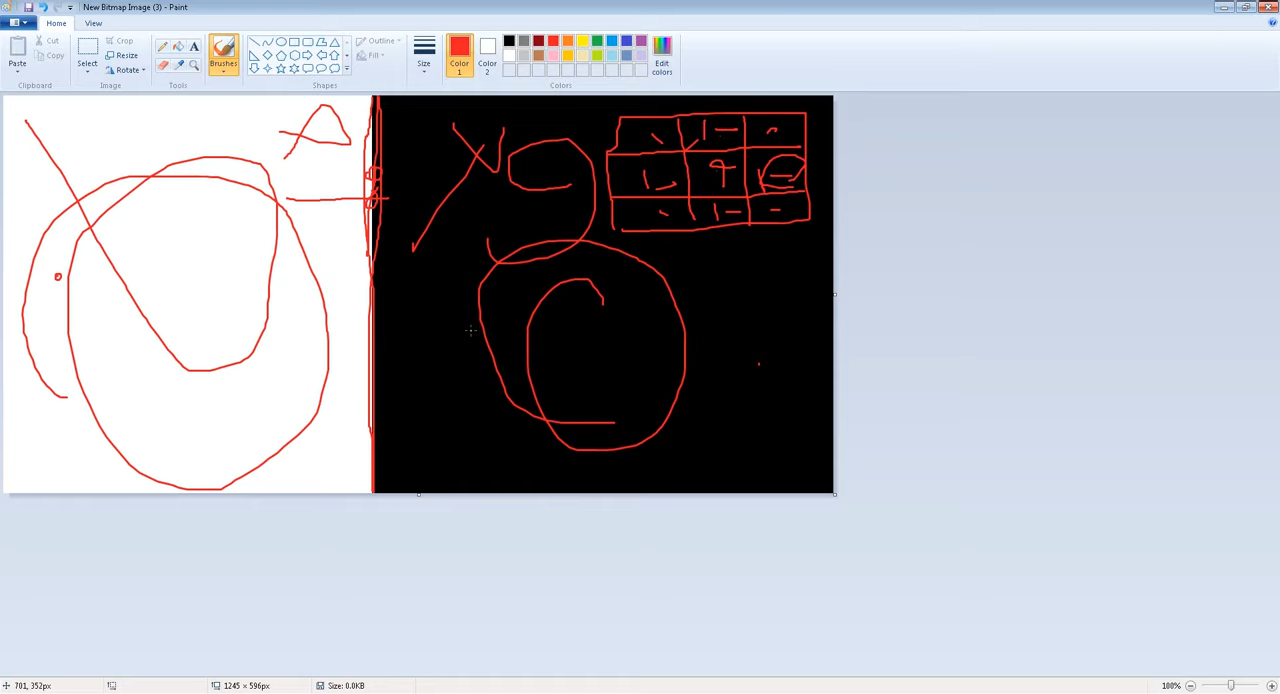 New Bitmap Image (3) - Paint
Home View
Paste
Cut
Copy
Clipboard
Select
Crop
Resize
Rotate
Image
A
Tools
Brushes
Shapes
Outline
Fill
Size
Color 1
Color 2
Edit colors
Colors
701, 352px
1245 × 596px
Size: 0.0KB
100%